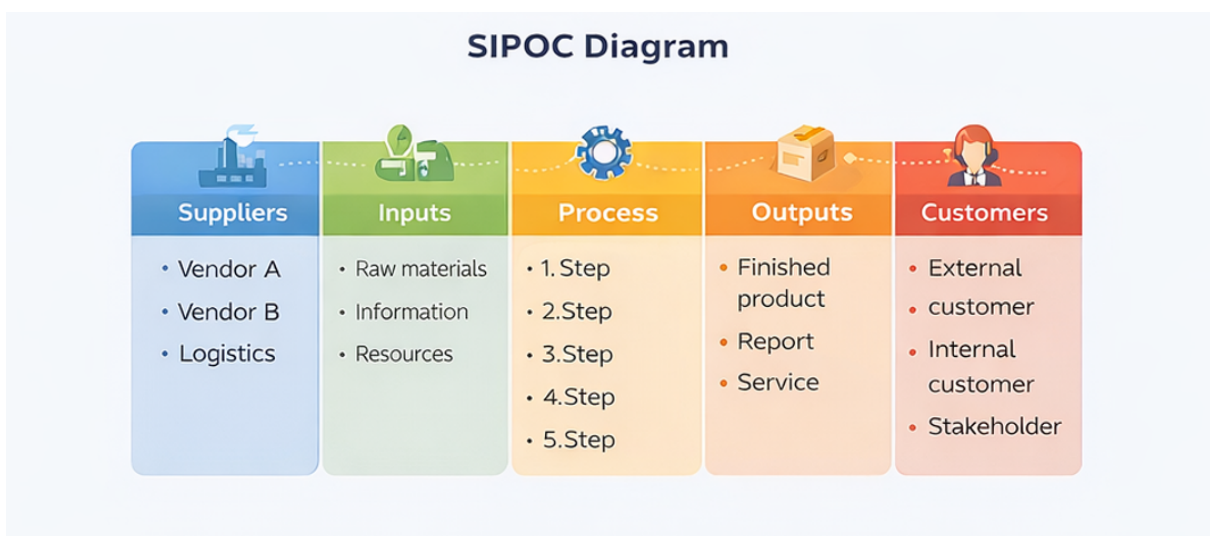 SIPOC Diagram
Suppliers
• Vendor A
• Vendor B
• Logistics
Inputs
• Raw materials
• Information
• Resources
Process
• 1. Step
• 2.Step
• 3.Step
• 4.Step
• 5.Step
Outputs
• Finished
product
• Report
• Service
Customers
• External
• customer
• Internal
customer
• Stakeholder